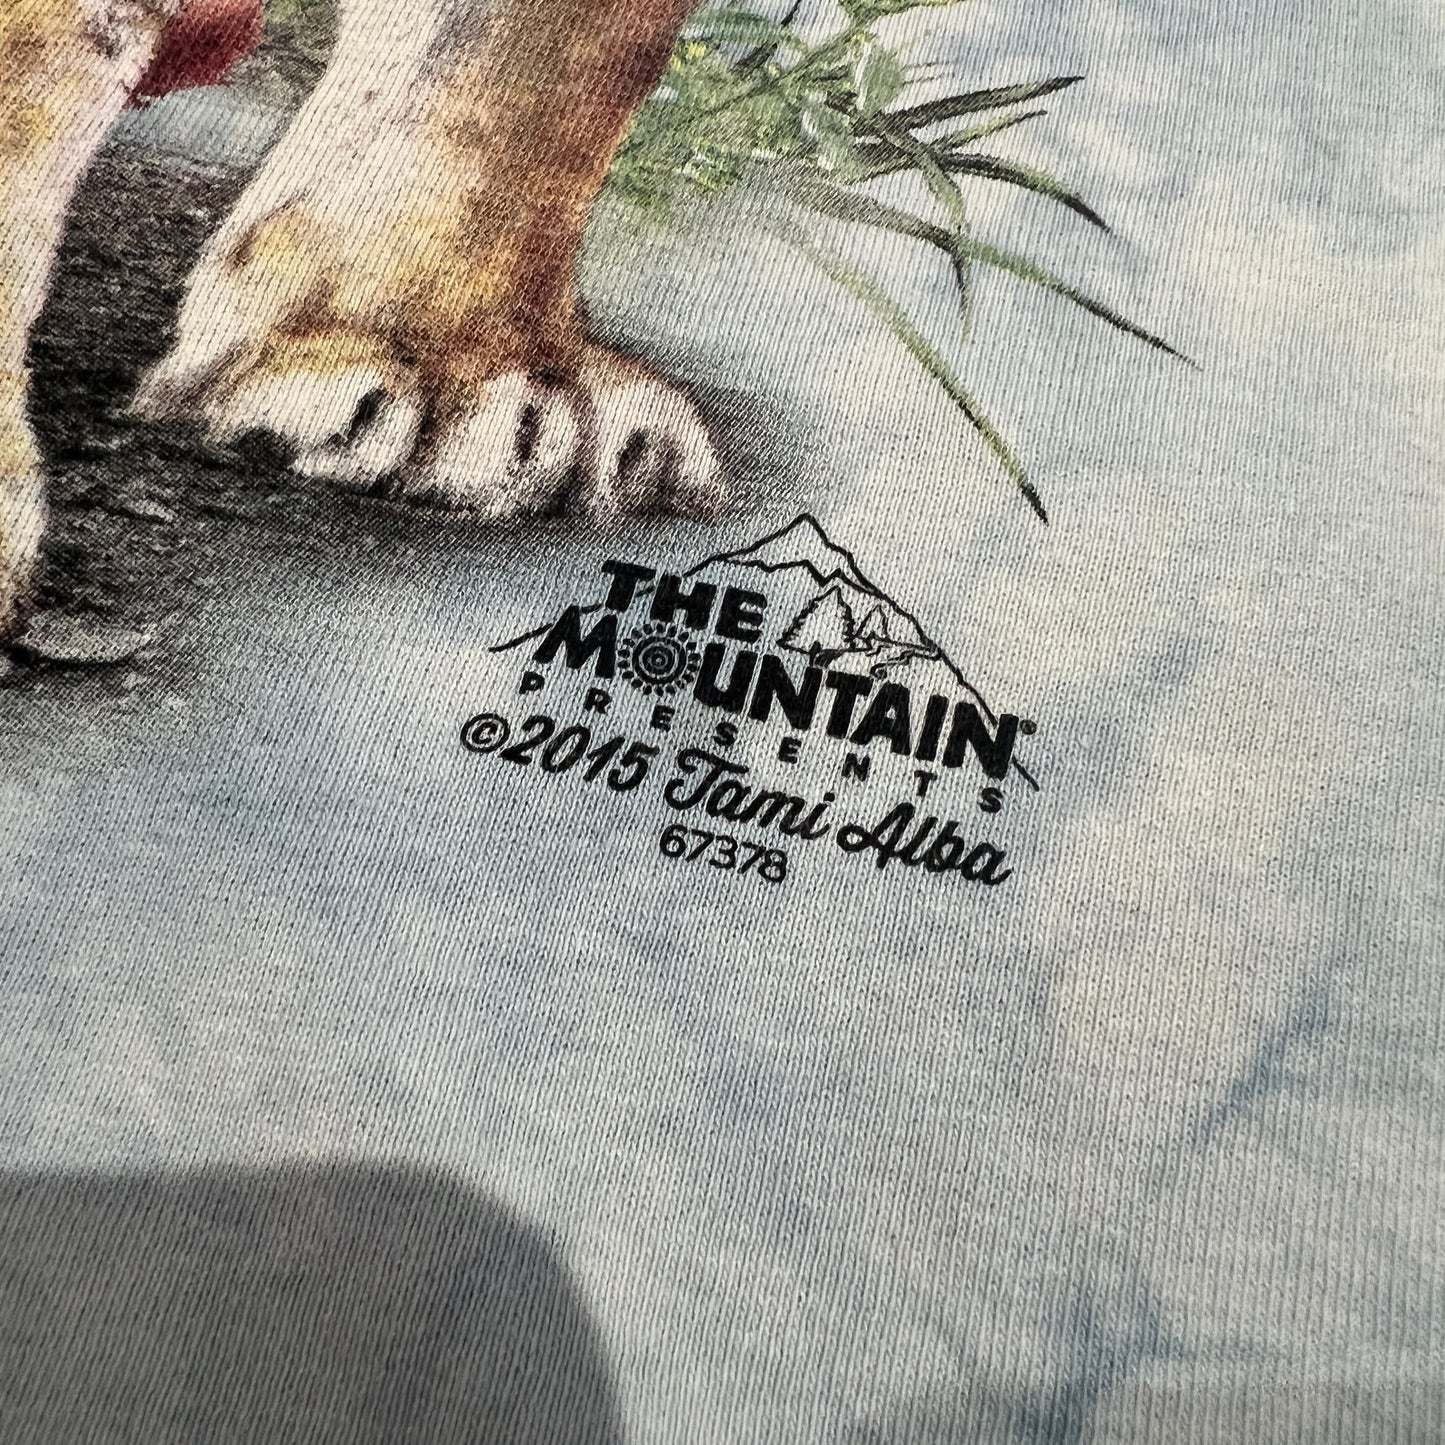 THE
MOUNTAIN®
PRESENTS
©2015 Tami Alba
67378